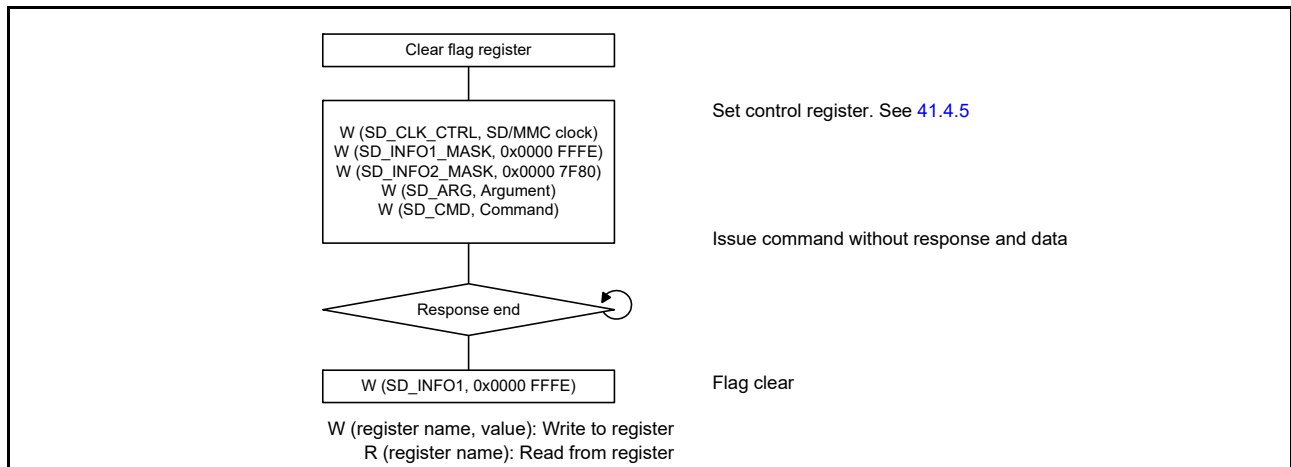 Clear flag register
Set control register. See 41.4.5
W (SD_CLK_CTRL, SD/MMC clock)
W (SD_INFO1_MASK, 0x0000 FFFE)
W (SD_INFO2_MASK, 0x0000 7F80)
W (SD_ARG, Argument)
W (SD_CMD, Command)
Issue command without response and data
Response end
W (SD_INFO1, 0x0000 FFFE)
Flag clear
W (register name, value): Write to register
R (register name): Read from register